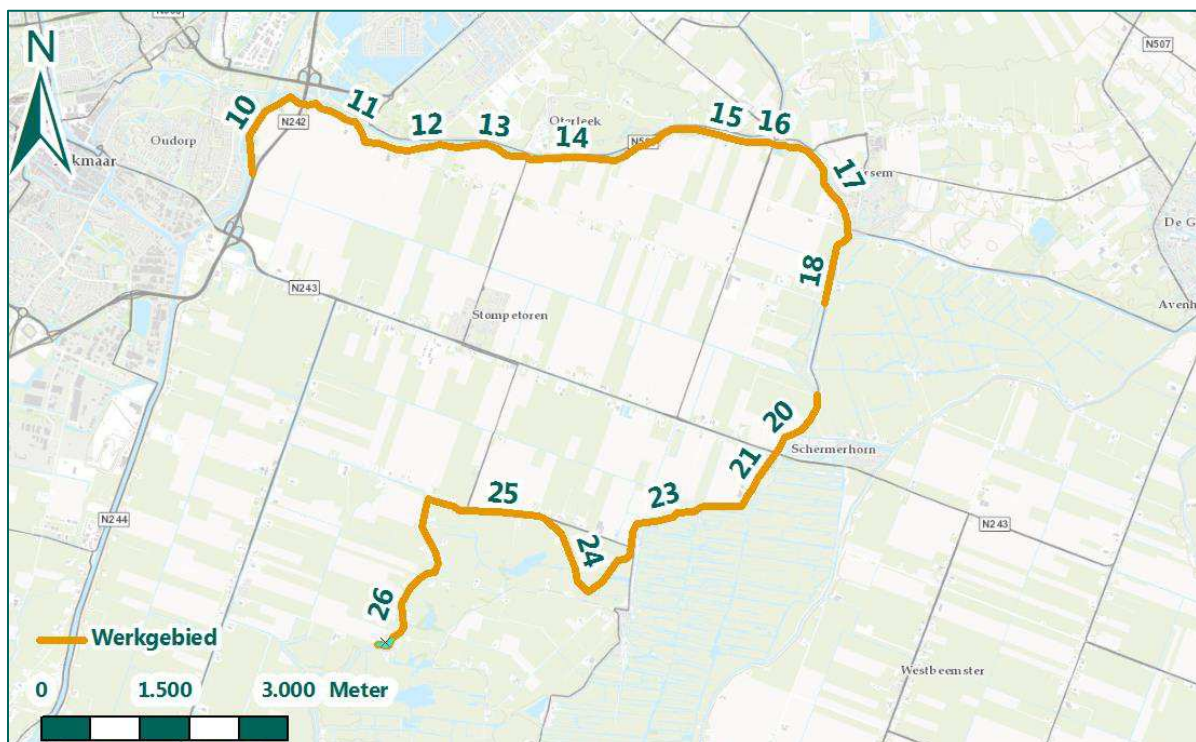 N
N507
10
N242
11
12
13
Oterleek
14
15
16
17
Oudorp
18
N243
Stompetoren
20
Schermerhorn
21
23
25
24
N244
N243
26
Werkgebied
Westbeemster
0 1.500 3.000 Meter